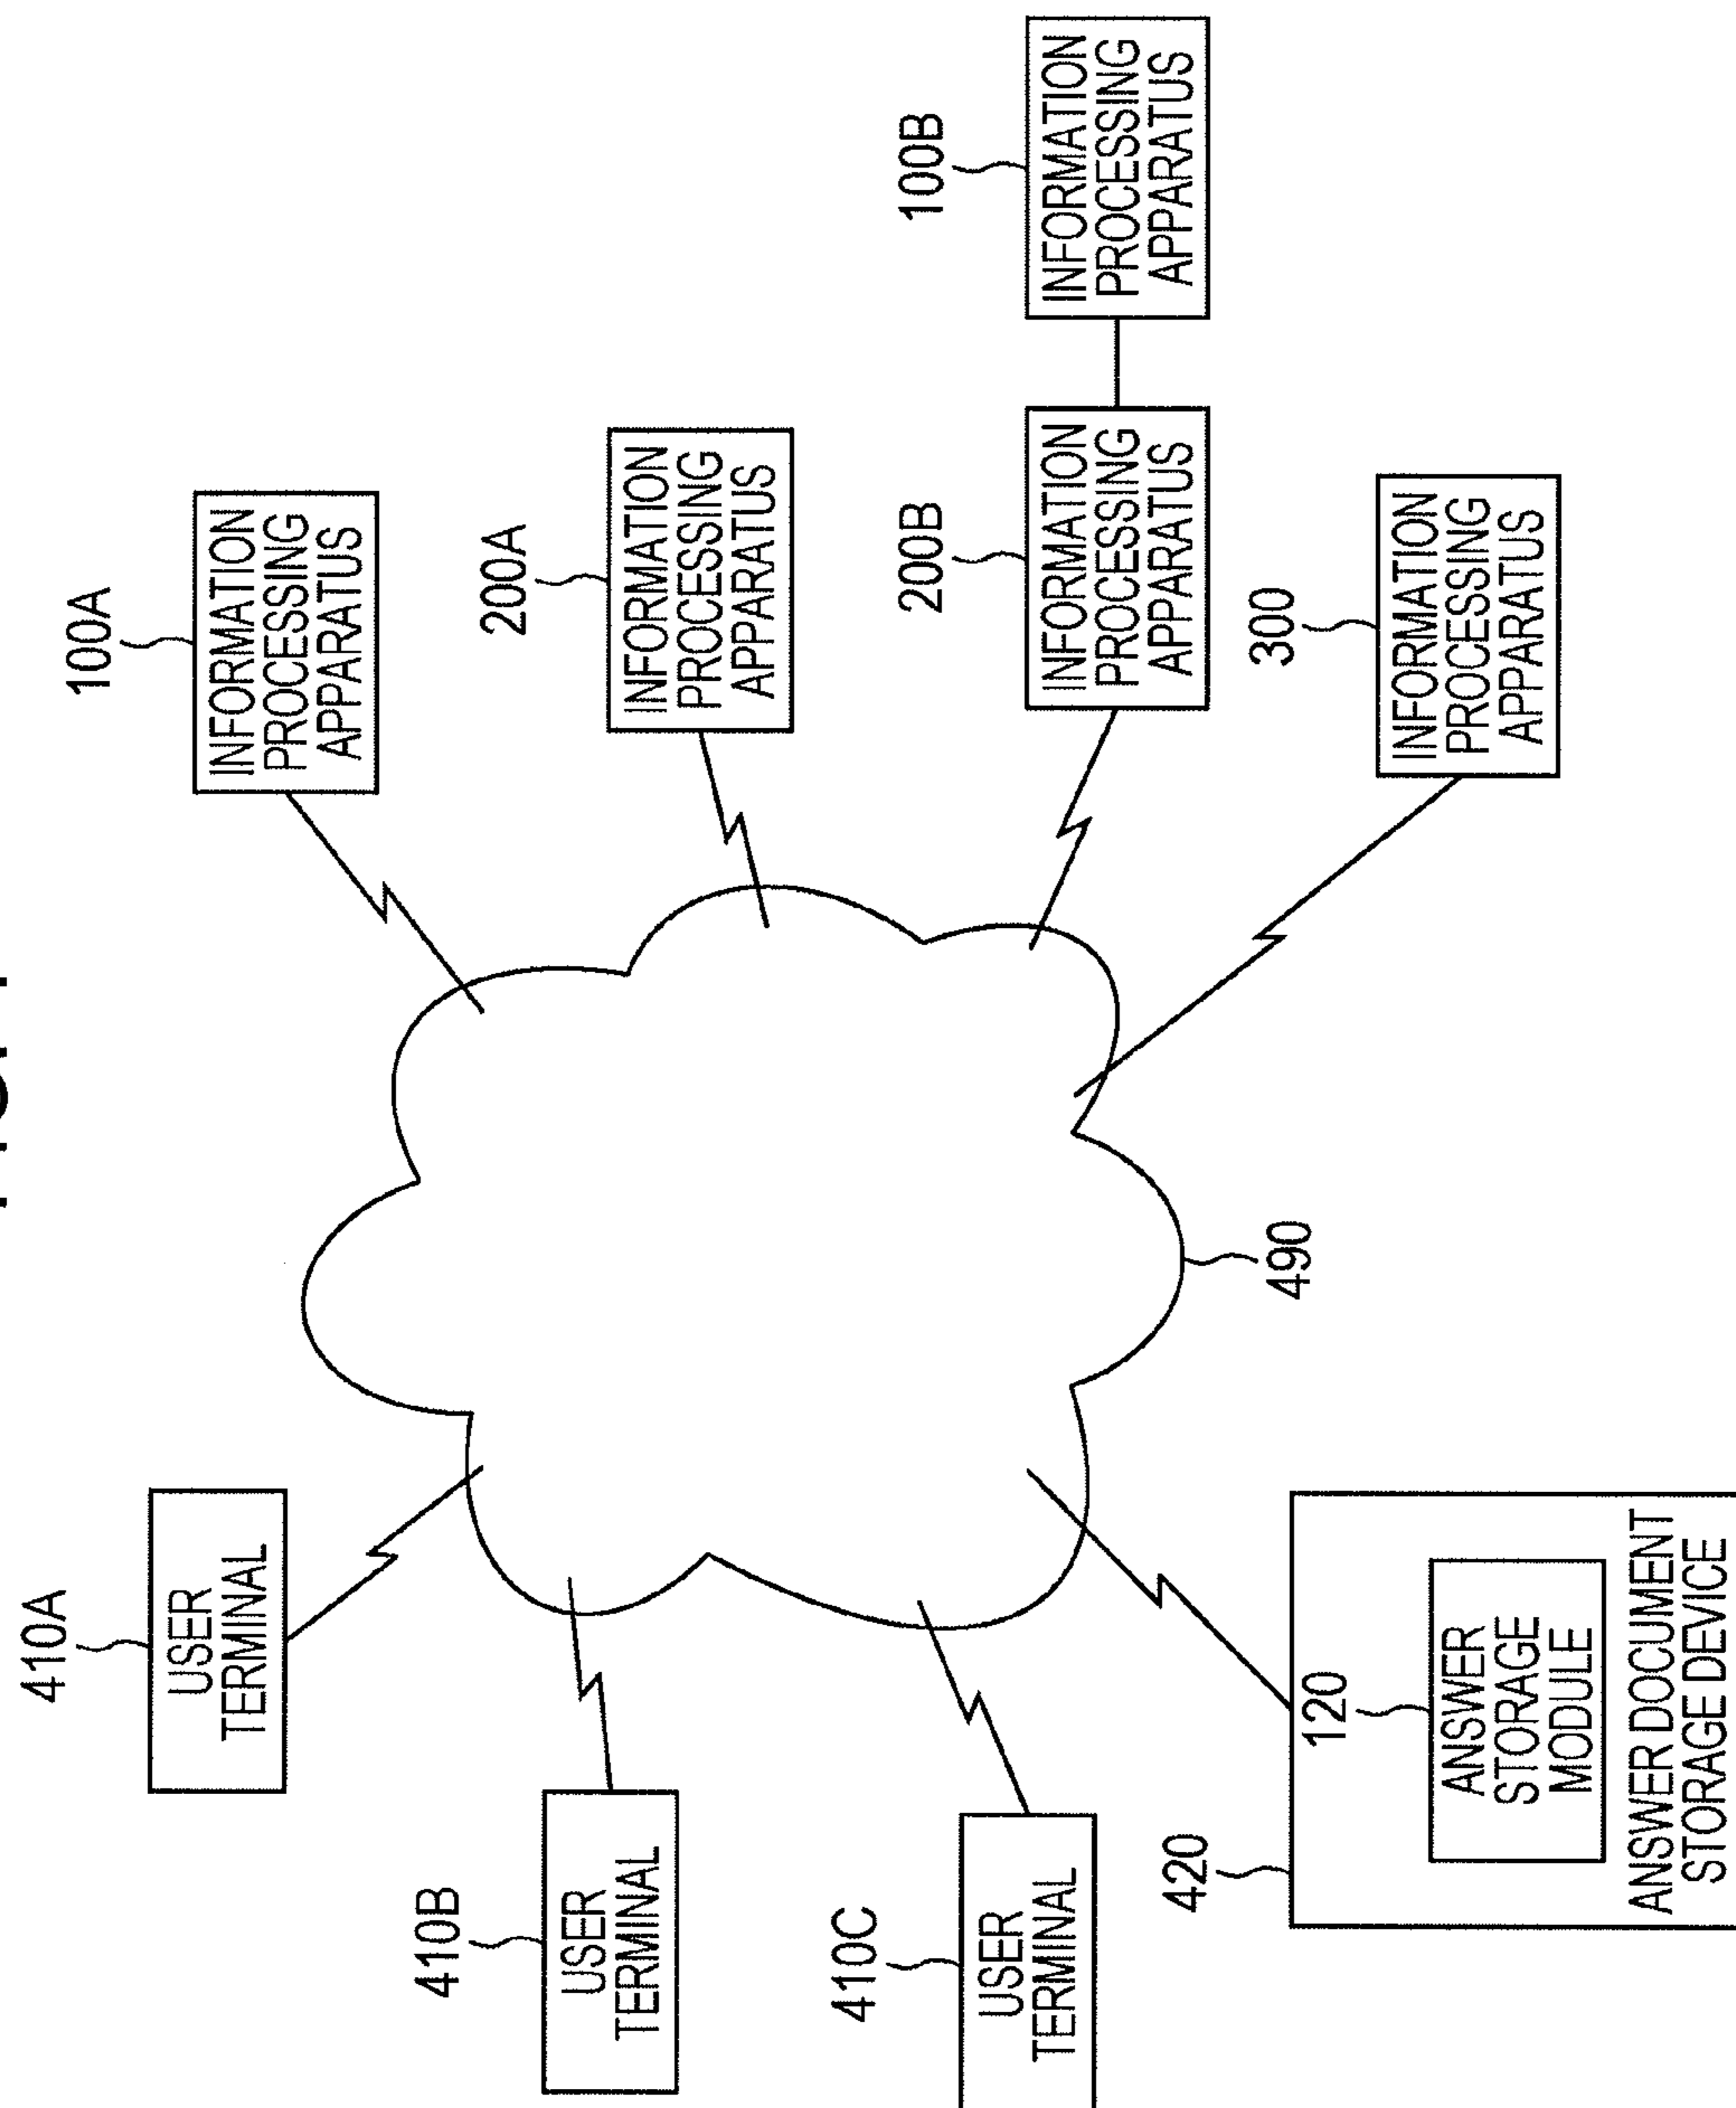 410A
USER
TERMINAL
410B
USER
TERMINAL
410C
USER
TERMINAL
420
120
ANSWER
STORAGE
MODULE
ANSWER DOCUMENT
STORAGE DEVICE
490
100A
INFORMATION
PROCESSING
APPARATUS
200A
INFORMATION
PROCESSING
APPARATUS
200B
INFORMATION
PROCESSING
APPARATUS
100B
INFORMATION
PROCESSING
APPARATUS
300
INFORMATION
PROCESSING
APPARATUS